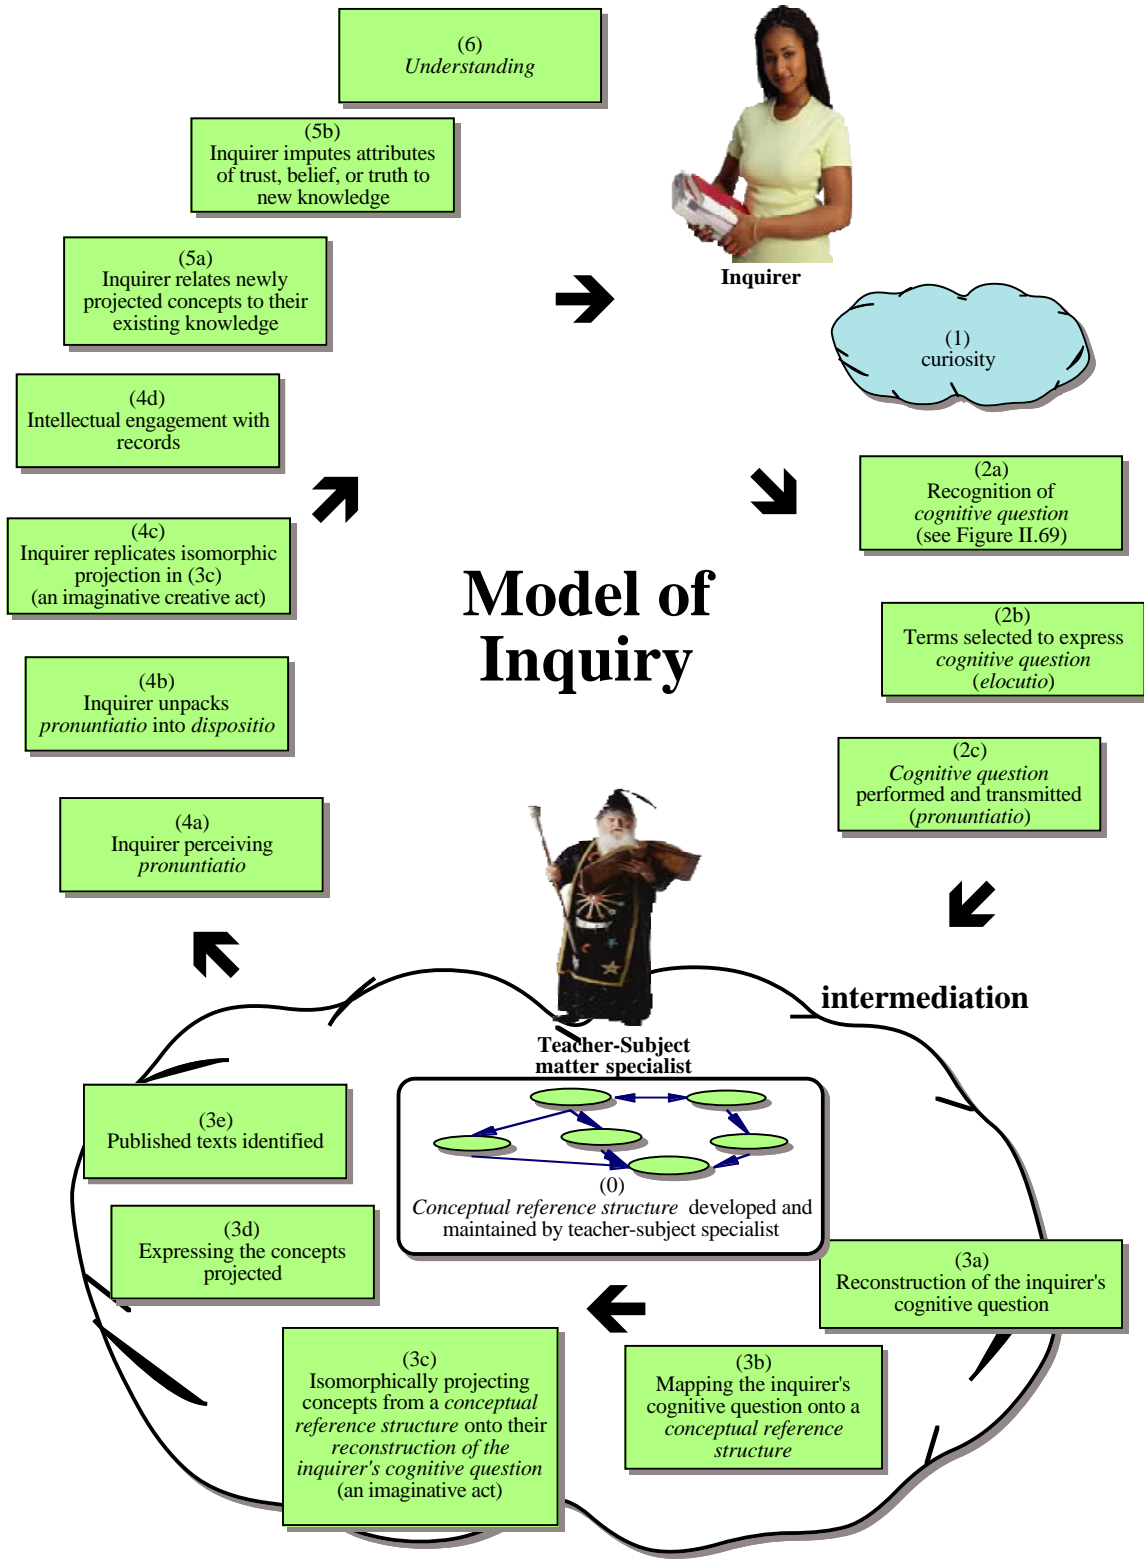 (6)
Understanding
(5b)
Inquirer imputes attributes
of trust, belief, or truth to
new knowledge
(5a)
Inquirer relates newly
projected concepts to their
existing knowledge
Inquirer
(1)
curiosity
(4d)
Intellectual engagement with
records
(2a)
Recognition of
cognitive question
(see Figure II.69)
(4c)
Inquirer replicates isomorphic
projection in (3c)
(an imaginative creative act)
Model of
Inquiry
(2b)
Terms selected to express
cognitive question
(elocutio)
(4b)
Inquirer unpacks
pronuntiatio into dispositio
(2c)
Cognitive question
performed and transmitted
(pronuntiatio)
(4a)
Inquirer perceiving
pronuntiatio
intermediation
Teacher-Subject
matter specialist
(0)
Conceptual reference structure developed and
maintained by teacher-subject specialist
(3e)
Published texts identified
(3d)
Expressing the concepts
projected
(3a)
Reconstruction of the inquirer's
cognitive question
(3c)
Isomorphically projecting
concepts from a conceptual
reference structure onto their
reconstruction of the
inquirer's cognitive question
(an imaginative act)
(3b)
Mapping the inquirer's
cognitive question onto a
conceptual reference
structure